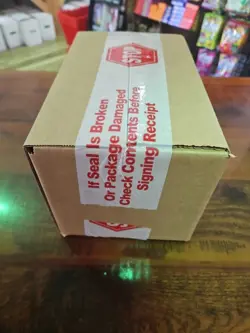 STOP
If Seal Is Broken
Or Package Damaged
Check Contents Before
Signing Receipt